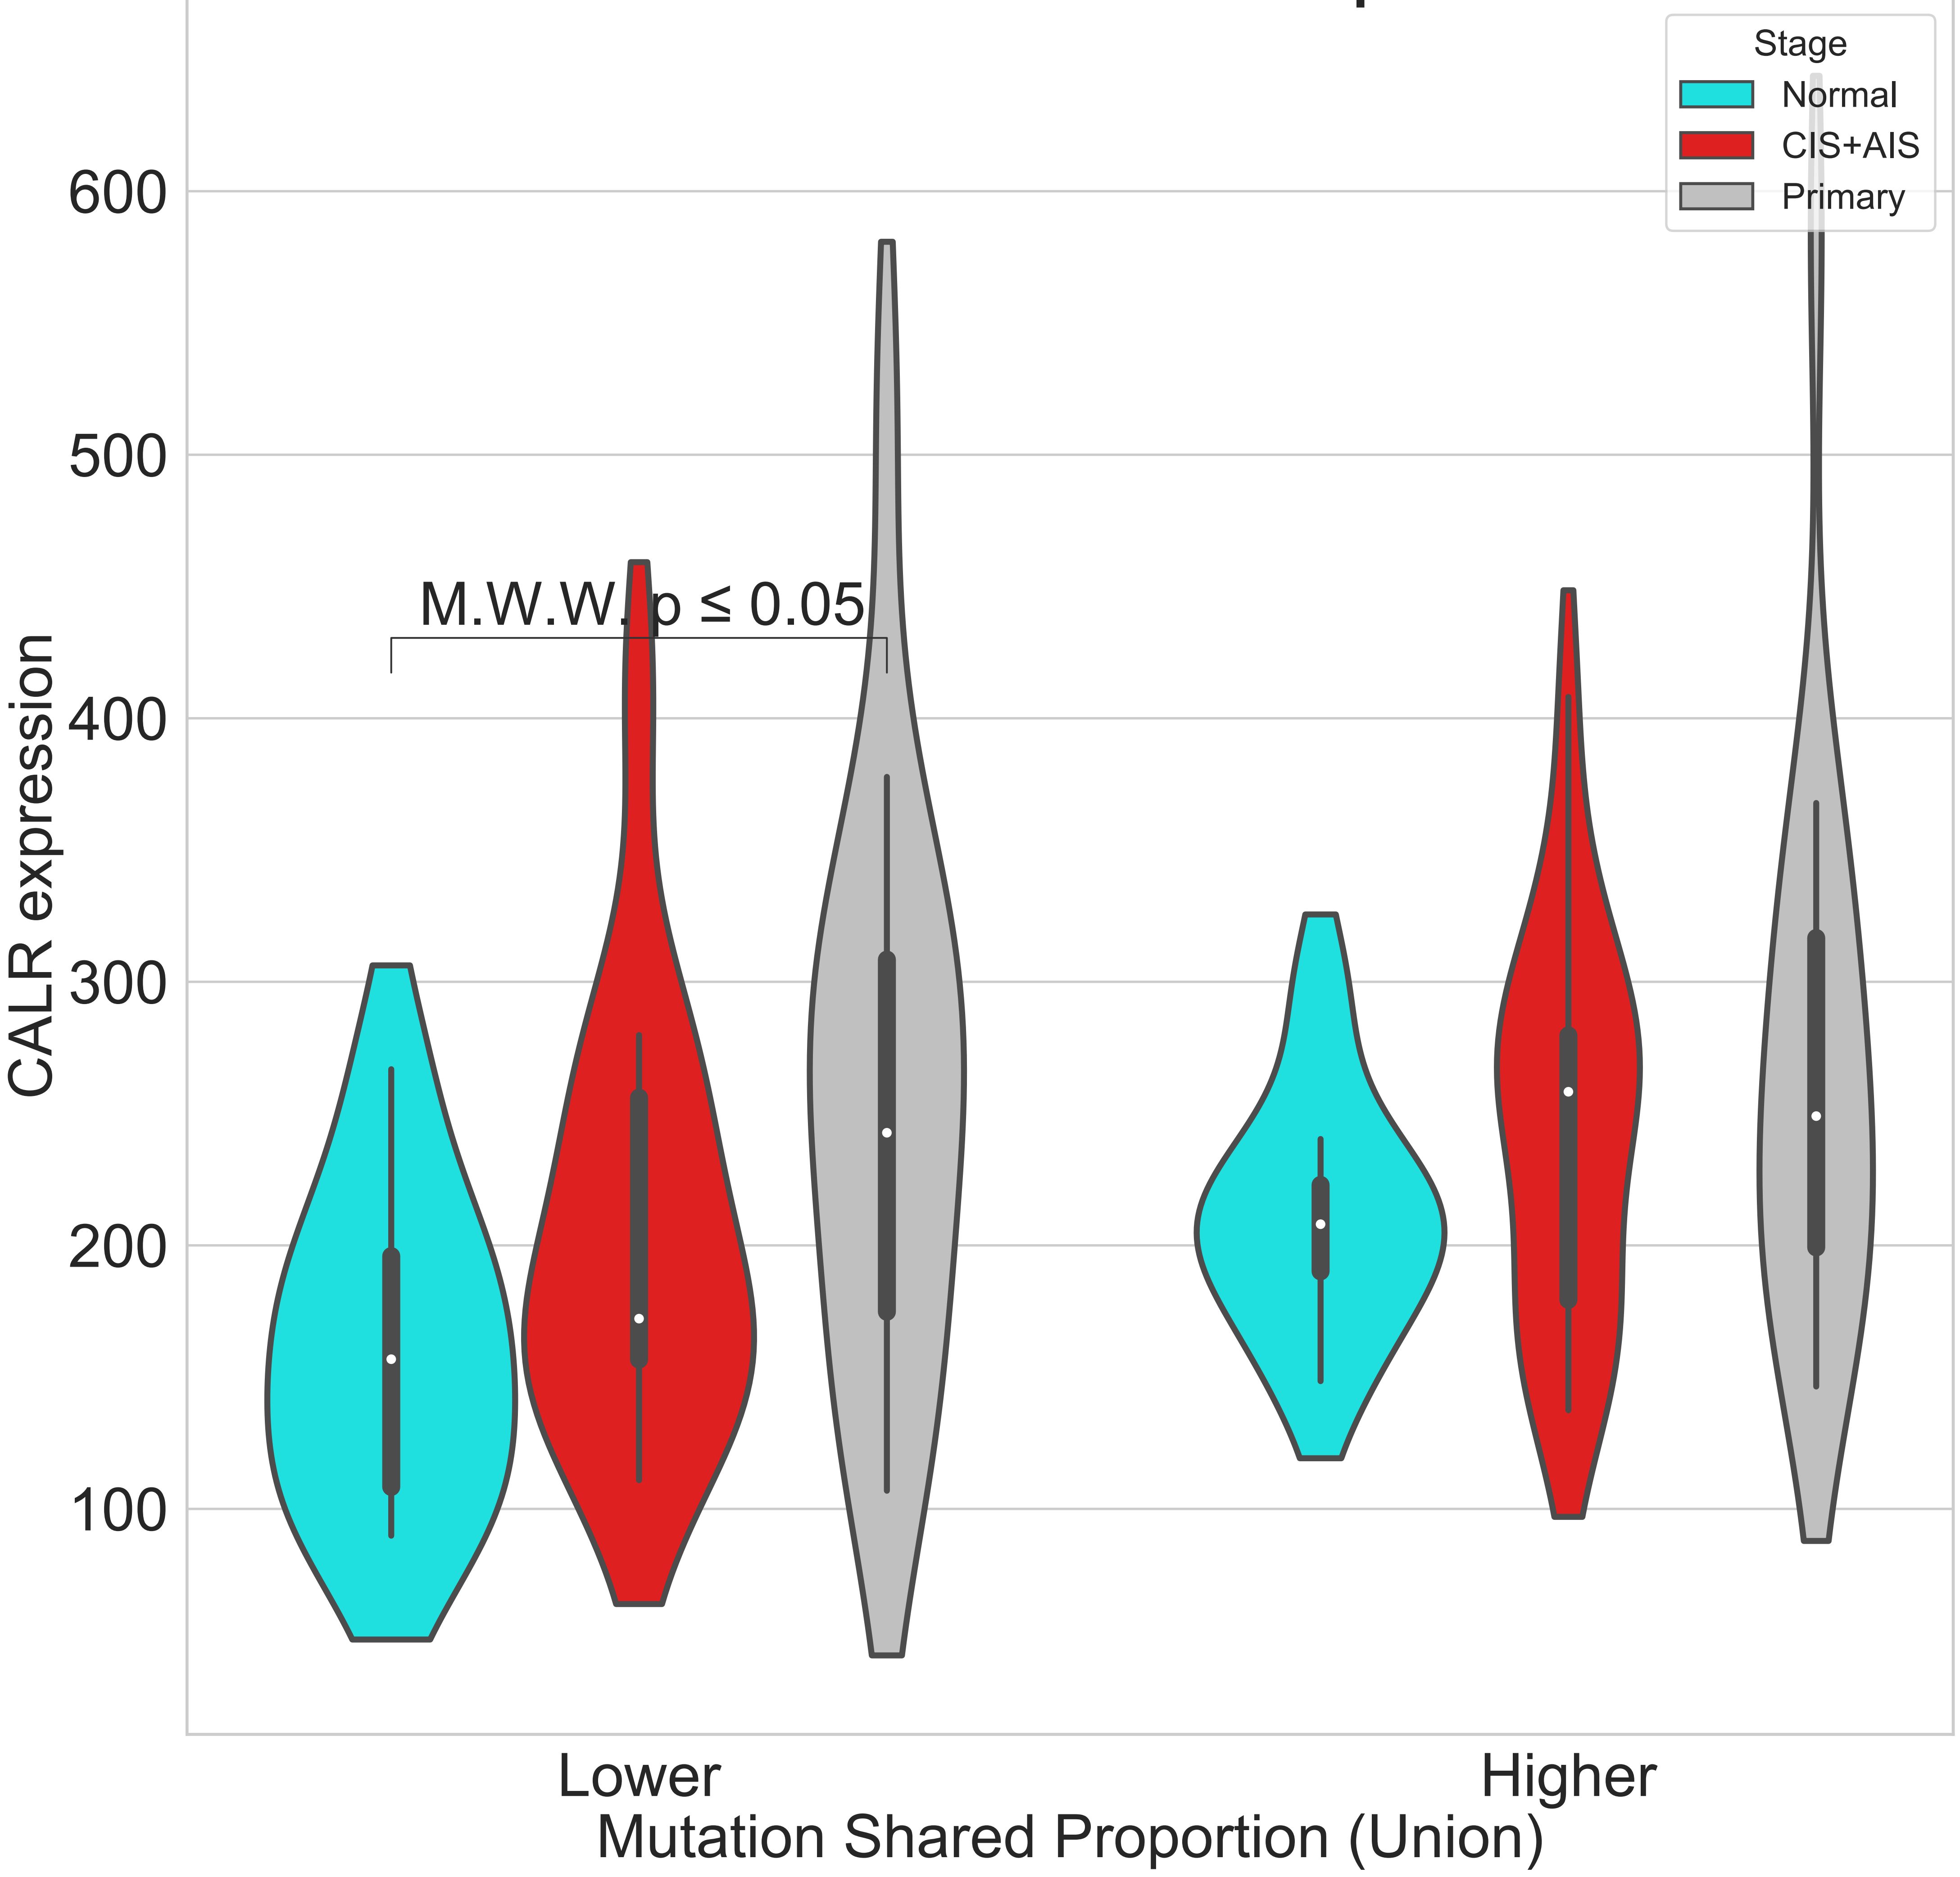 Stage
Normal
CIS+AIS
Primary
600
500
400
300
200
100
CALR expression
M.W.W. p ≤ 0.05
Lower
Higher
Mutation Shared Proportion (Union)